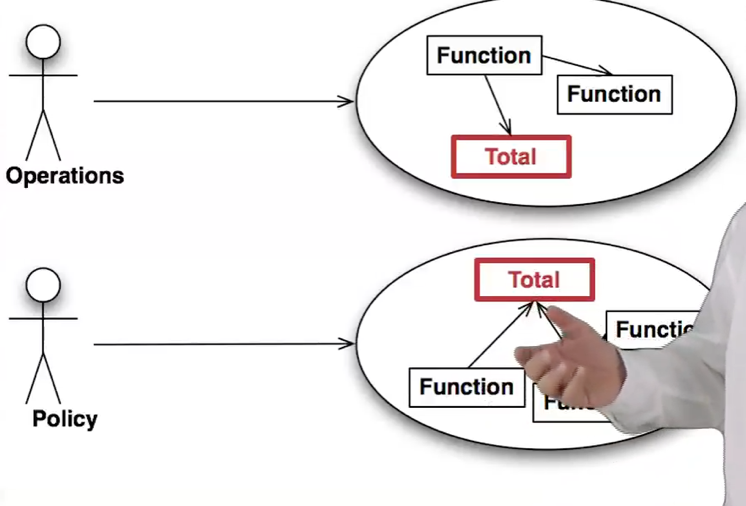 Function
Function
Total
Operations
Total
Function
Policy